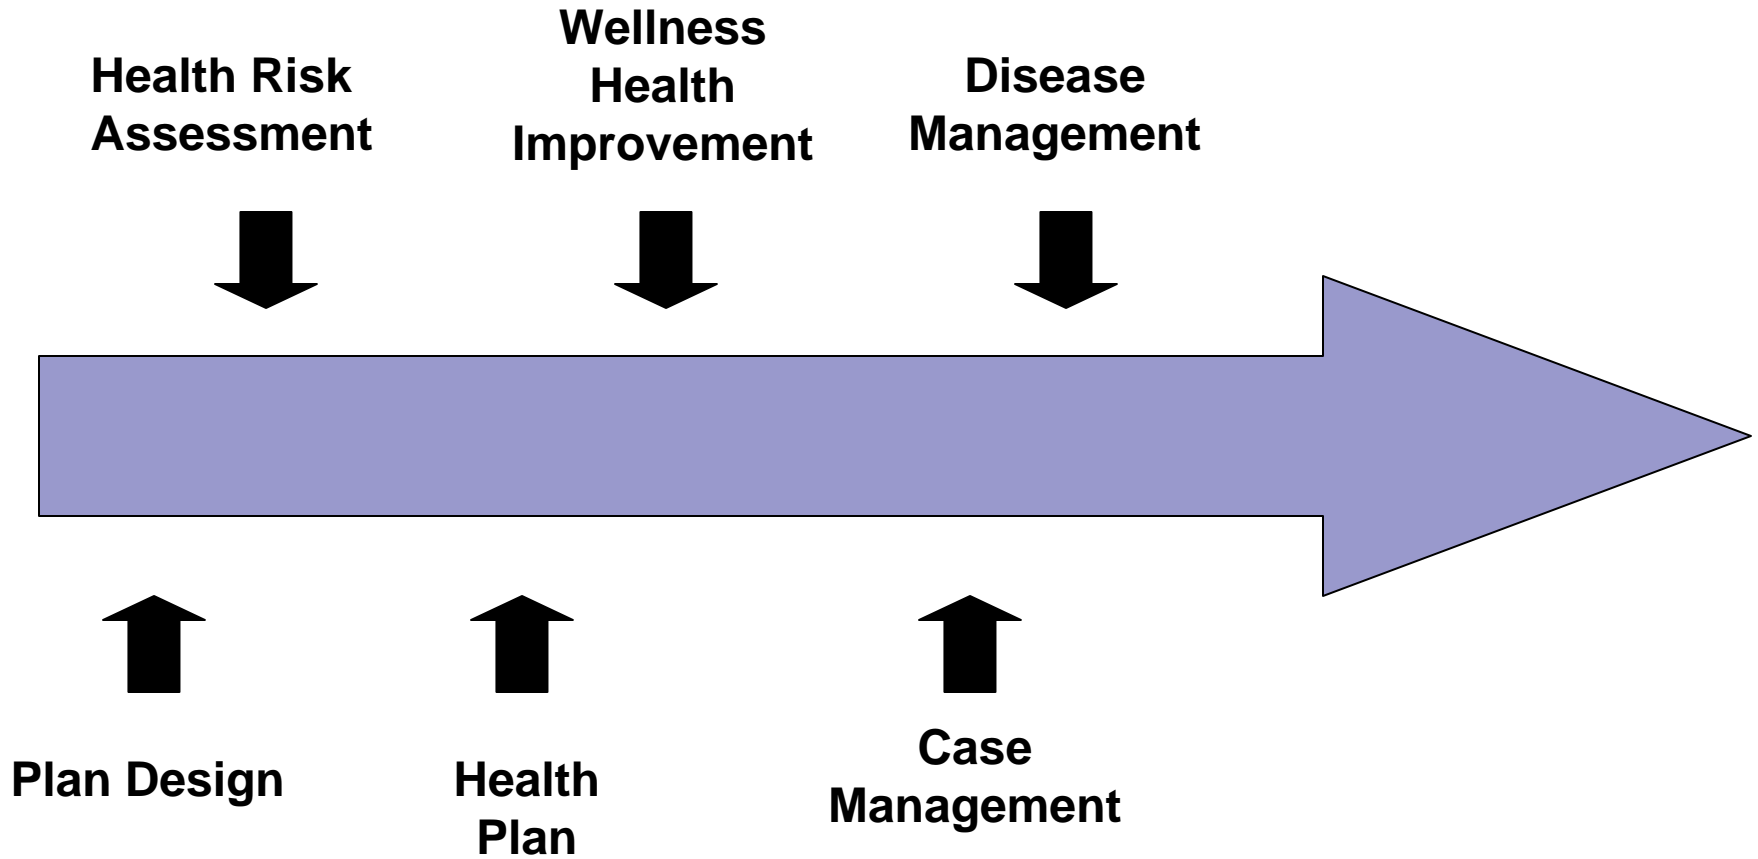 Health Risk
Assessment
Wellness
Health
Improvement
Disease
Management
Plan Design
Health
Plan
Case
Management